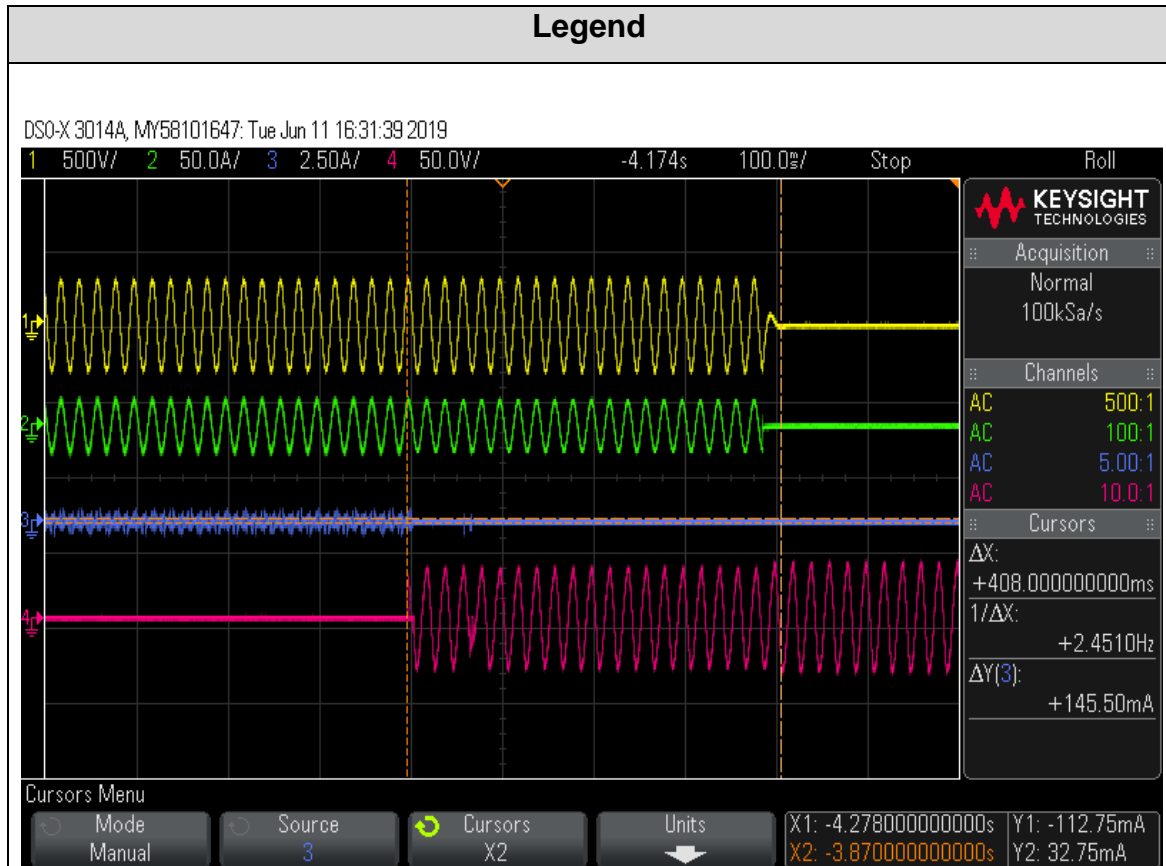 Legend
DSO-X 3014A, MY58101647: Tue Jun 11 16:31:39 2019
1 500V/ 2 50.0A/ 3 2.50A/ 4 50.0V/ -4.174s 100.0ms/ Stop Roll
KEYSIGHT
TECHNOLOGIES
Acquisition
Normal
100kSa/s
Channels
AC 500:1
AC 100:1
AC 5.00:1
AC 10.0:1
Cursors
ΔX:
+408.000000000ms
1/ΔX:
+2.4510Hz
ΔY(3):
+145.50mA
1
2
3
4
Cursors Menu
Mode
Manual
Source
3
Cursors
X2
Units
X1: -4.278000000000s
X2: -3.870000000000s
Y1: -112.75mA
Y2: 32.75mA